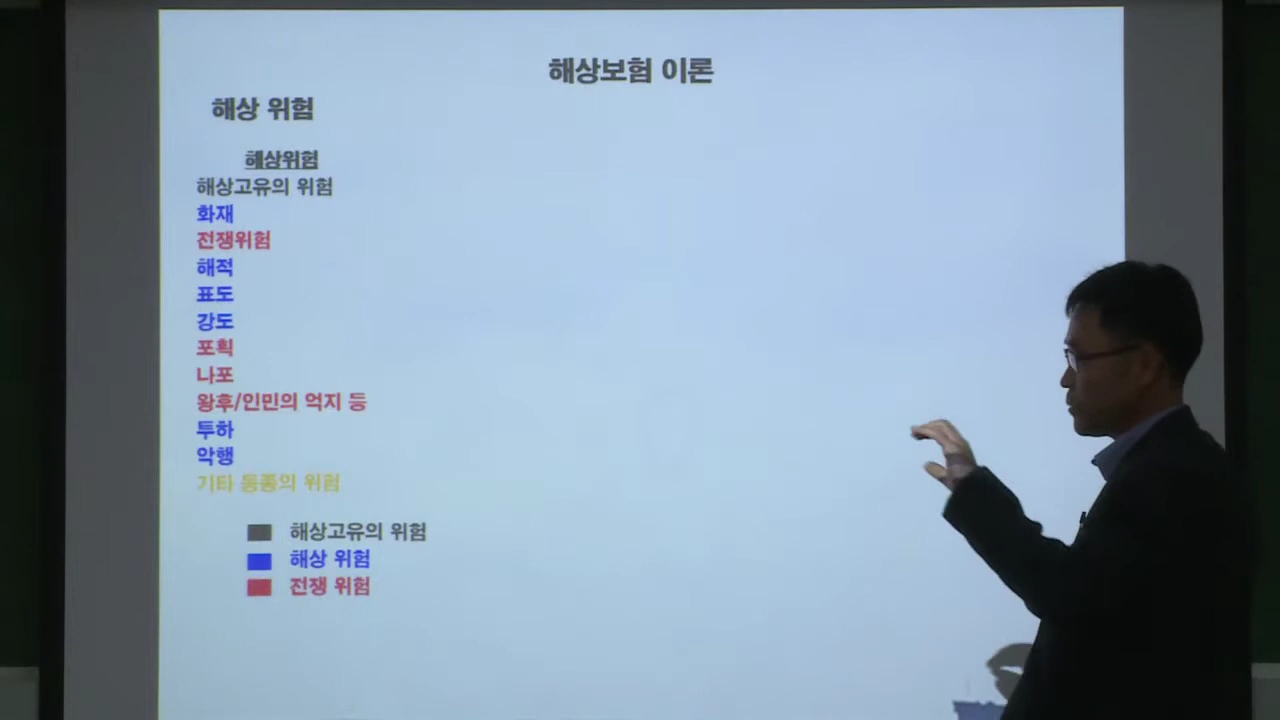 해상보험 이론
해상 위험
해상위험
해상고유의 위험
화재
전쟁위험
해적
표도
강도
포획
나포
왕후/인민의 억지 등
투하
악행
기타 동종의 위험
해상고유의 위험
해상 위험
전쟁 위험